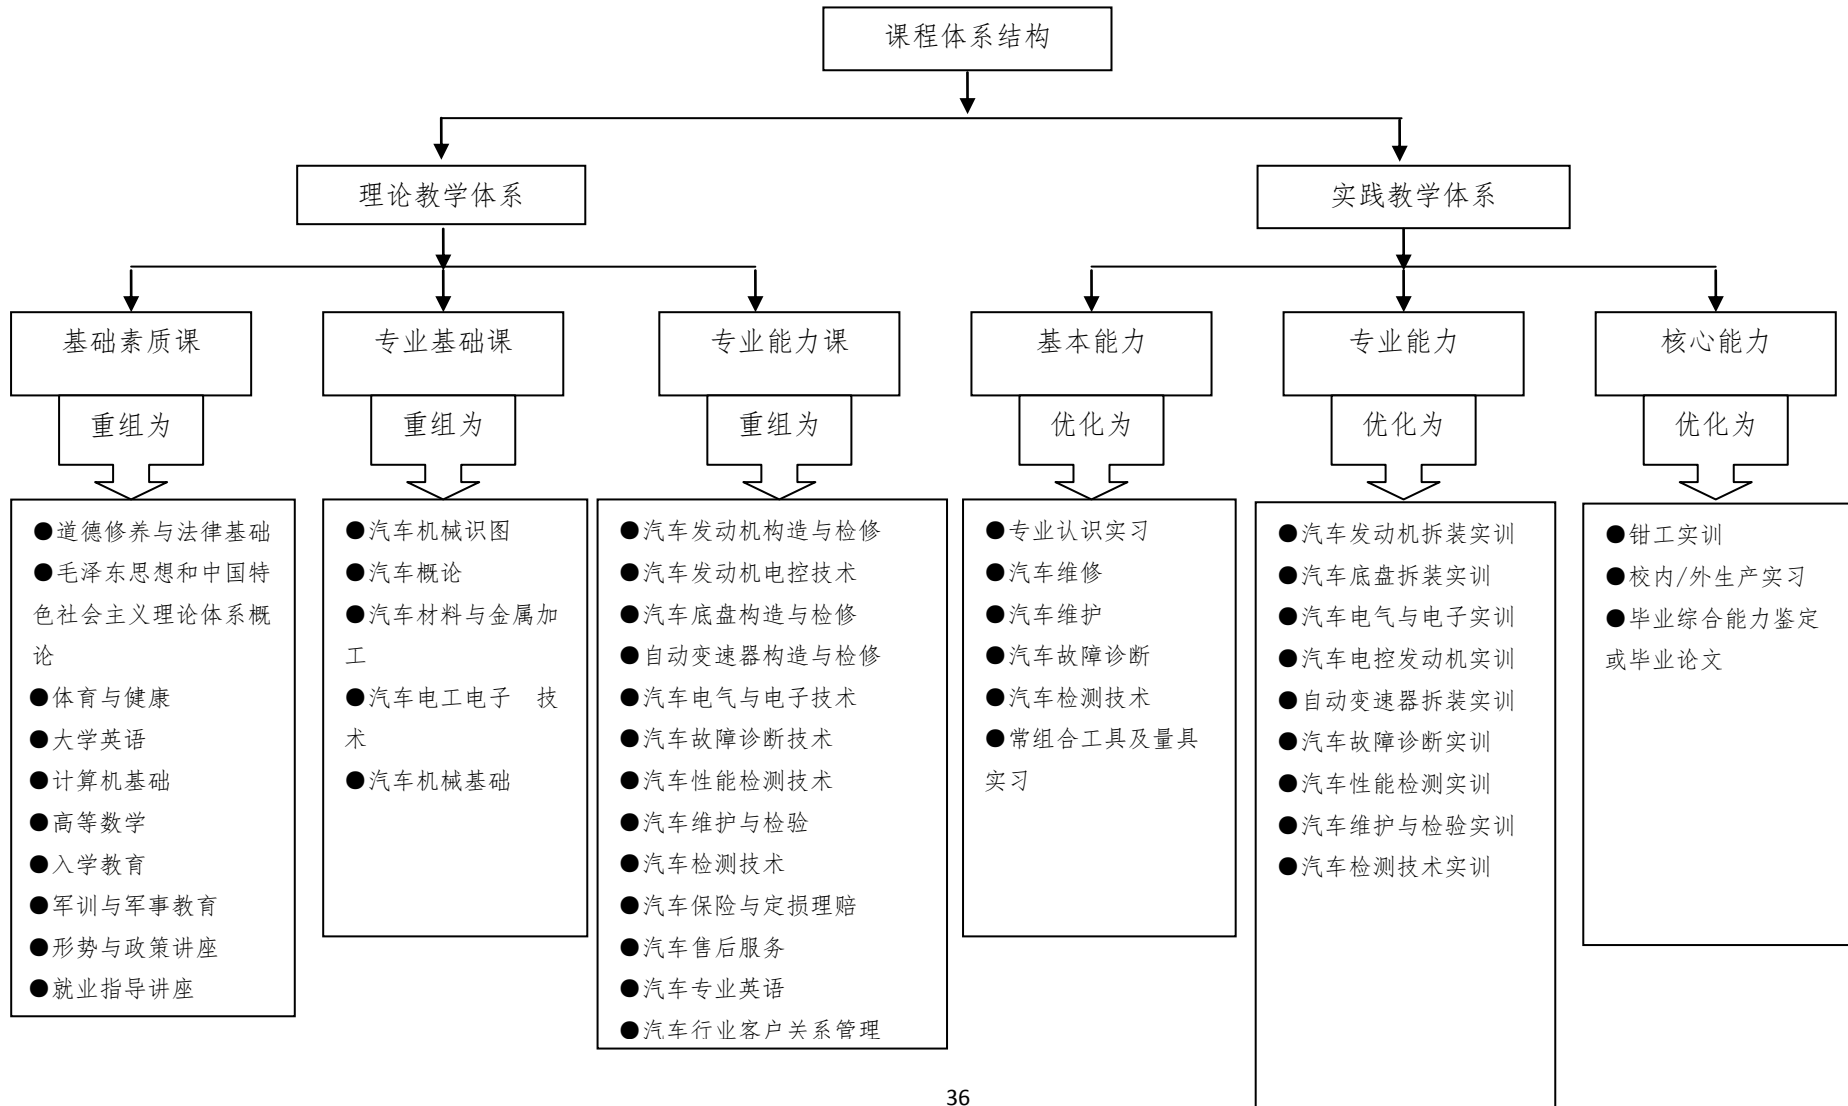 课程体系结构
理论教学体系
实践教学体系
基础素质课
专业基础课
专业能力课
基本能力
专业能力
核心能力
重组为
重组为
重组为
优化为
优化为
优化为
●道德修养与法律基础
●毛泽东思想和中国特
色社会主义理论体系概
论
●体育与健康
●大学英语
●计算机基础
●高等数学
●入学教育
●军训与军事教育
●形势与政策讲座
●就业指导讲座
●汽车机械识图
●汽车概论
●汽车材料与金属加
工
●汽车电工电子　技
术
●汽车机械基础
●汽车发动机构造与检修
●汽车发动机电控技术
●汽车底盘构造与检修
●自动变速器构造与检修
●汽车电气与电子技术
●汽车故障诊断技术
●汽车性能检测技术
●汽车维护与检验
●汽车检测技术
●汽车保险与定损理赔
●汽车售后服务
●汽车专业英语
●汽车行业客户关系管理
●专业认识实习
●汽车维修
●汽车维护
●汽车故障诊断
●汽车检测技术
●常组合工具及量具
实习
●汽车发动机拆装实训
●汽车底盘拆装实训
●汽车电气与电子实训
●汽车电控发动机实训
●自动变速器拆装实训
●汽车故障诊断实训
●汽车性能检测实训
●汽车维护与检验实训
●汽车检测技术实训
●钳工实训
●校内/外生产实习
●毕业综合能力鉴定
或毕业论文
36